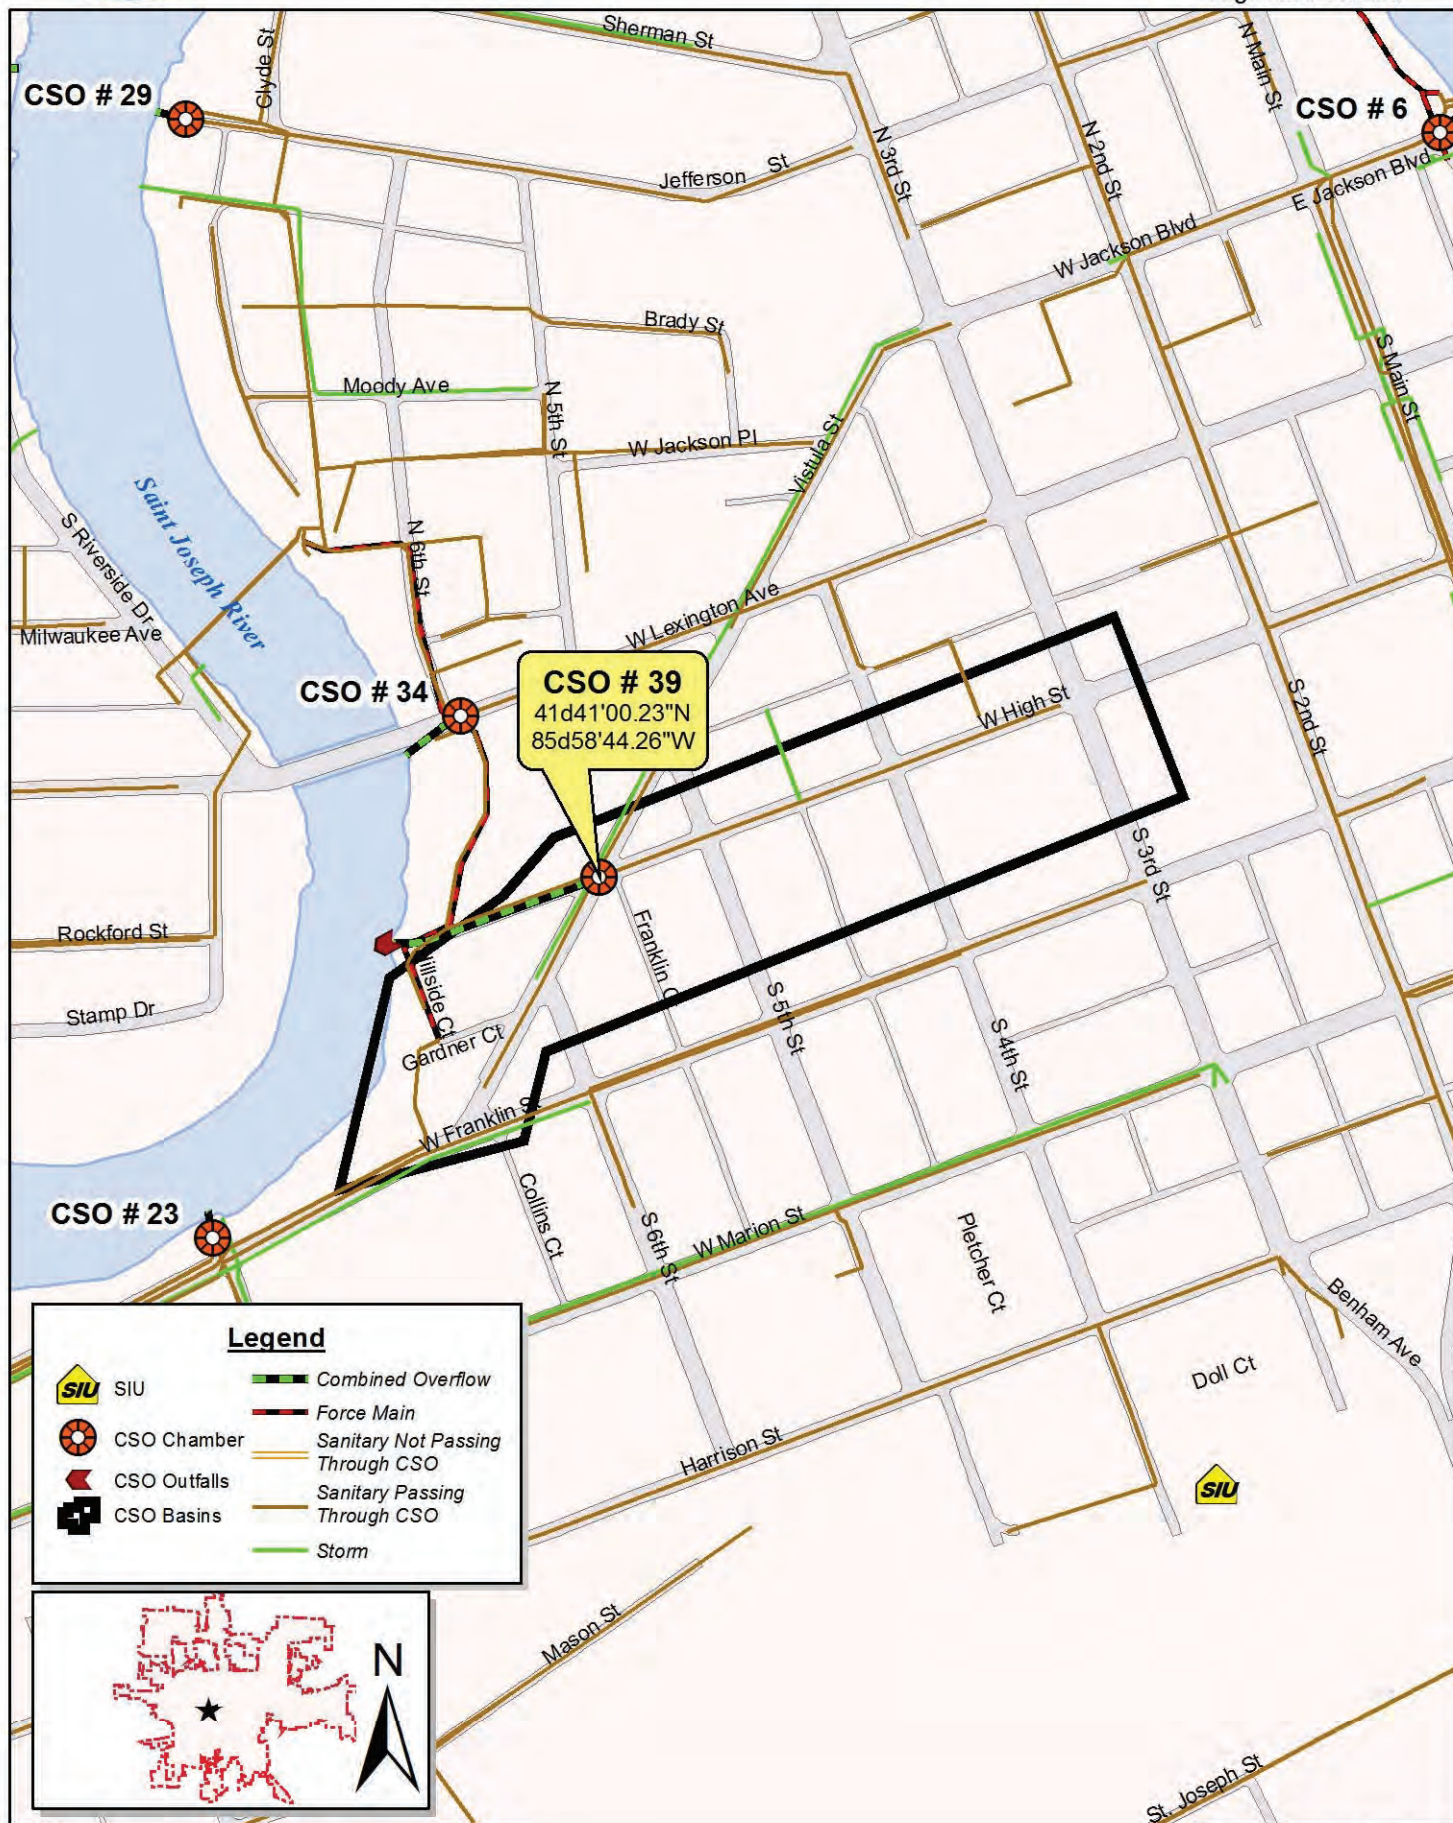 Sherman St
Clyde St
N Main St
CSO # 29
CSO # 6
N 3rd St
N 2nd St
Jefferson St
E Jackson Blvd
W Jackson Blvd
Brady St
S Main St
Moody Ave
N 5th St
W Jackson Pl
Vistula St
Saint Joseph River
S Riverside Dr
N 6th St
W Lexington Ave
Milwaukee Ave
CSO # 34
CSO # 39
41d41'00.23"N
85d58'44.26"W
W High St
S 2nd St
S 3rd St
Rockford St
Franklin C
illside Ct
Stamp Dr
S 5th St
Gardner Ct
S 4th St
W Franklin St
CSO # 23
Collins Ct
S 6th St
W Marion St
Pletcher Ct
Benham Ave
Doll Ct
Harrison St
SIU
Legend
SIU SIU
CSO Chamber
CSO Outfalls
CSO Basins
Combined Overflow
Force Main
Sanitary Not Passing
Through CSO
Sanitary Passing
Through CSO
Storm
N
Mason St
St. Joseph St